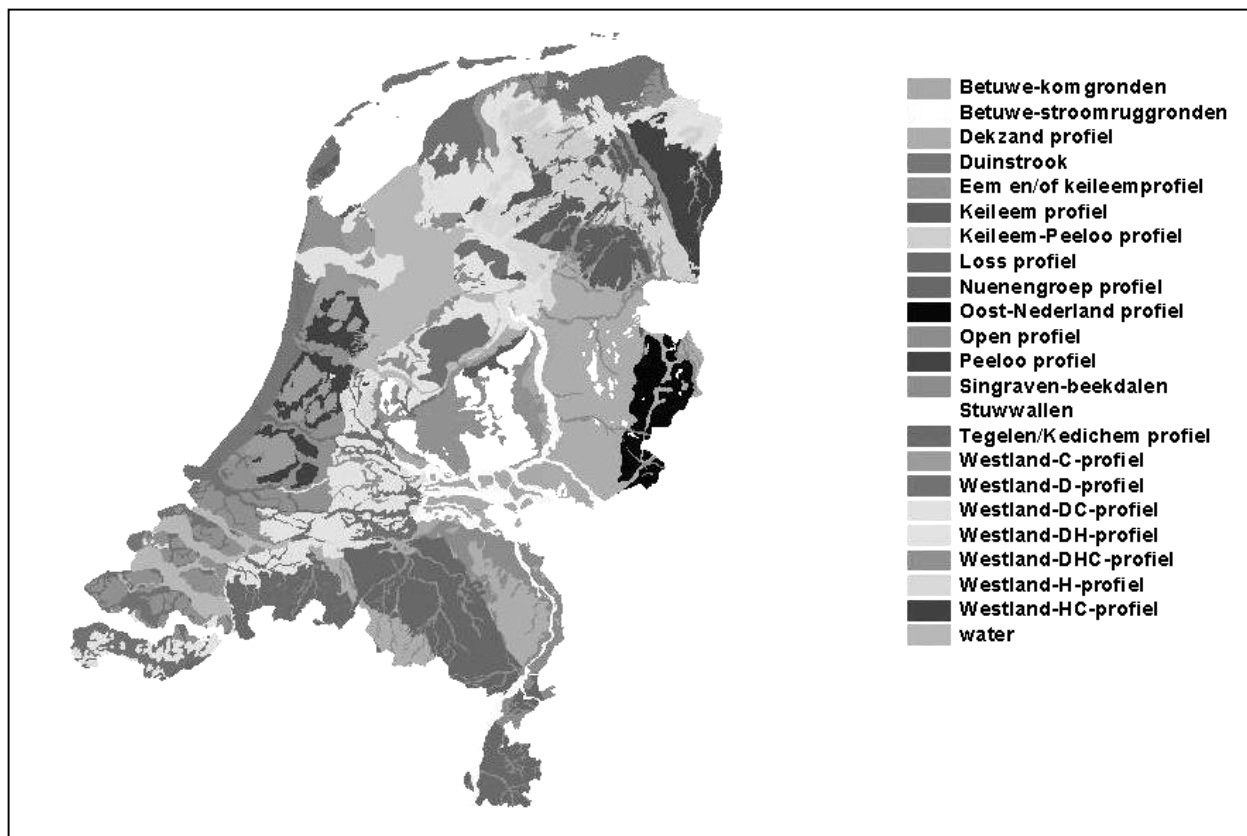 Betuwe-komgronden
Betuwe-stroomruggronden
Dekzand profiel
Duinstrook
Eem en/of keileemprofiel
Keileem profiel
Keileem-Peeloo profiel
Loss profiel
Nuenengroep profiel
Oost-Nederland profiel
Open profiel
Peeloo profiel
Singraven-beekdalen
Stuwwallen
Tegelen/Kedichem profiel
Westland-C-profiel
Westland-D-profiel
Westland-DC-profiel
Westland-DH-profiel
Westland-DHC-profiel
Westland-H-profiel
Westland-HC-profiel
water